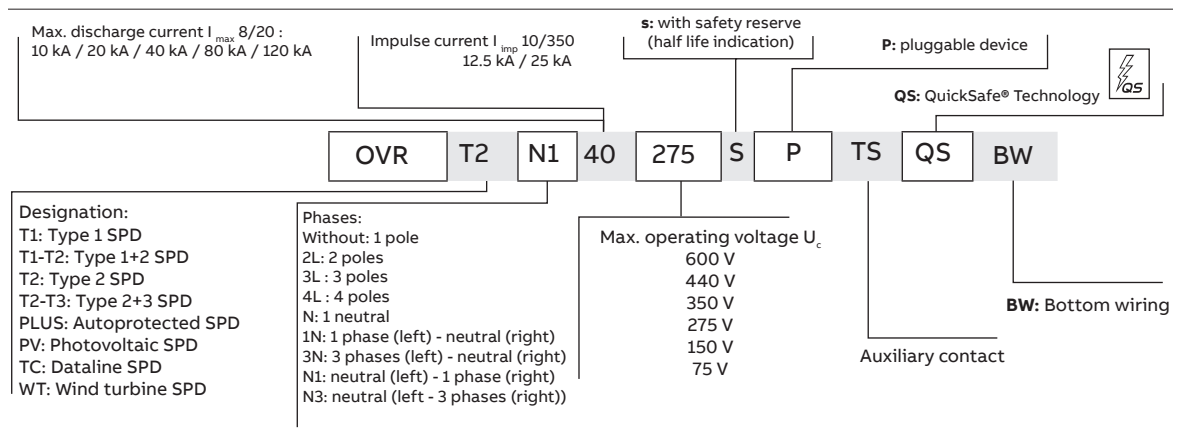 Max. discharge current I max 8/20 :
10 kA / 20 kA / 40 kA / 80 kA / 120 kA
Impulse current I imp 10/350
12.5 kA / 25 kA
s: with safety reserve
(half life indication)
P: pluggable device
QS: QuickSafe® Technology
QS
OVR T2 N1 40 275 S P TS QS BW
Designation:
T1: Type 1 SPD
T1-T2: Type 1+2 SPD
T2: Type 2 SPD
T2-T3: Type 2+3 SPD
PLUS: Autoprotected SPD
PV: Photovoltaic SPD
TC: Dataline SPD
WT: Wind turbine SPD
Phases:
Without: 1 pole
2L: 2 poles
3L : 3 poles
4L : 4 poles
N: 1 neutral
1N: 1 phase (left) - neutral (right)
3N: 3 phases (left) - neutral (right)
N1: neutral (left) - 1 phase (right)
N3: neutral (left - 3 phases (right))
Max. operating voltage Uc
600 V
440 V
350 V
275 V
150 V
75 V
Auxiliary contact
BW: Bottom wiring